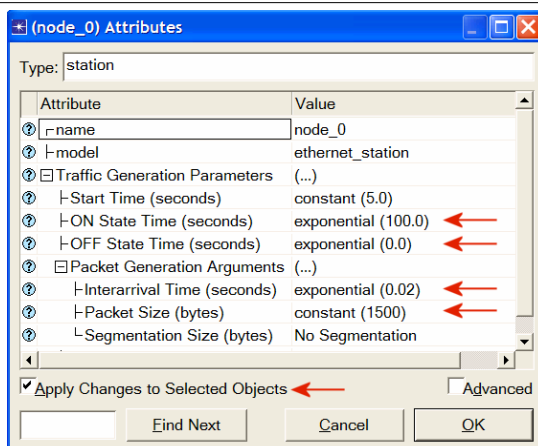 (node_0) Attributes
Type: station
Attribute Value
name node_0
model ethernet_station
Traffic Generation Parameters (...)
Start Time (seconds) constant (5.0)
ON State Time (seconds) exponential (100.0)
OFF State Time (seconds) exponential (0.0)
Packet Generation Arguments (...)
Interarrival Time (seconds) exponential (0.02)
Packet Size (bytes) constant (1500)
Segmentation Size (bytes) No Segmentation
Apply Changes to Selected Objects Advanced
Find Next Cancel OK